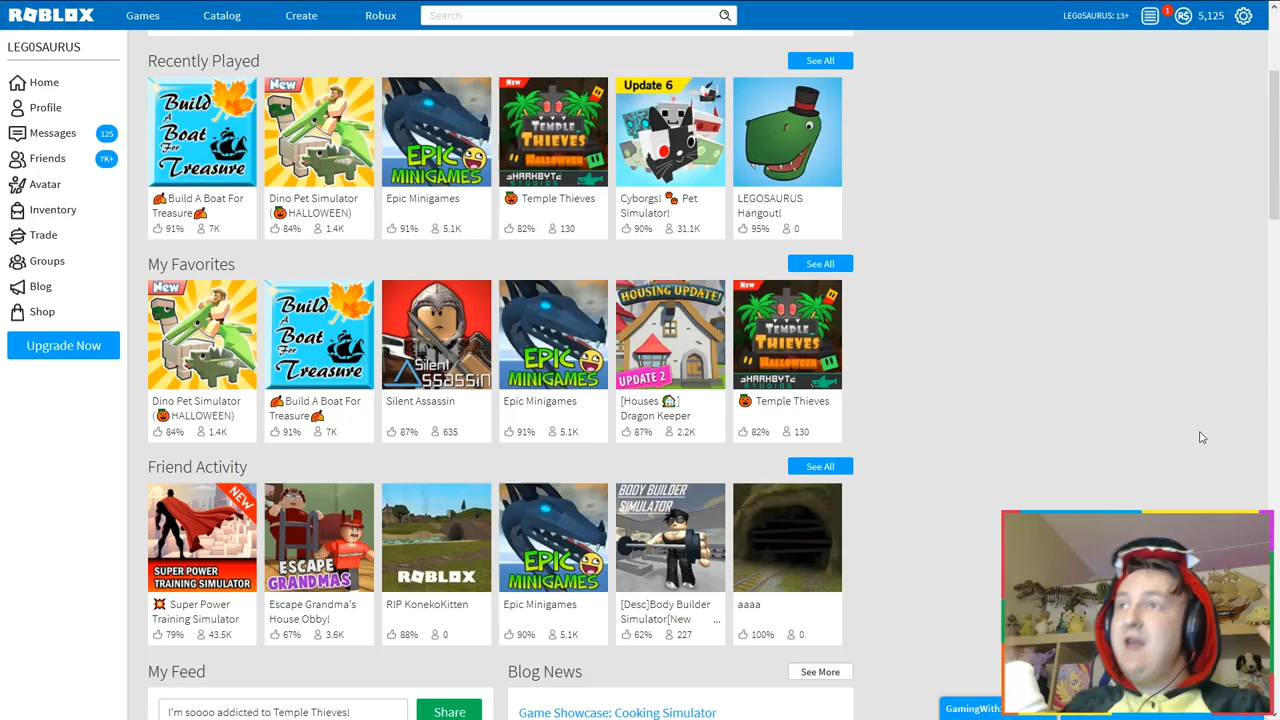 ROBLOX Games Catalog Create Robux Search LEG0SAURUS: 13+ 1 R$ 5,125
LEG0SAURUS
Home
Profile
Messages 125
Friends 7K+
Avatar
Inventory
Trade
Groups
Blog
Shop
Upgrade Now
Recently Played See All
Build
A
Boat
For
Treasure
New
EPIC
MINIGAMES
New
TEMPLE
THIEVES
HALLOWEEN
SHARKBYTE
STUDIOS
Update 6
Build A Boat For Treasure
91% 7K
Dino Pet Simulator (HALLOWEEN)
84% 1.4K
Epic Minigames
91% 5.1K
Temple Thieves
82% 130
Cyborgs! Pet Simulator!
90% 31.1K
LEGOSAURUS Hangout!
95% 0
My Favorites See All
New
Build
A
Boat
For
Treasure
Silent
Assassin
EPIC
MINIGAMES
HOUSING UPDATE!
UPDATE 2
New
TEMPLE
THIEVES
HALLOWEEN
SHARKBYTE
STUDIOS
Dino Pet Simulator (HALLOWEEN)
84% 1.4K
Build A Boat For Treasure
91% 7K
Silent Assassin
87% 635
Epic Minigames
91% 5.1K
[Houses ] Dragon Keeper
87% 2.2K
Temple Thieves
82% 130
Friend Activity See All
NEW
SUPER POWER
TRAINING SIMULATOR
ESCAPE
GRANDMAS
ROBLOX
EPIC
MINIGAMES
BODY BUILDER
SIMULATOR
Super Power Training Simulator
79% 43.5K
Escape Grandma's House Obby!
67% 3.6K
RIP KonekoKitten
88% 0
Epic Minigames
90% 5.1K
[Desc]Body Builder Simulator[New ...
62% 227
aaaa
100% 0
My Feed
I'm soooo addicted to Temple Thieves! Share
Blog News See More
Game Showcase: Cooking Simulator
GamingWith